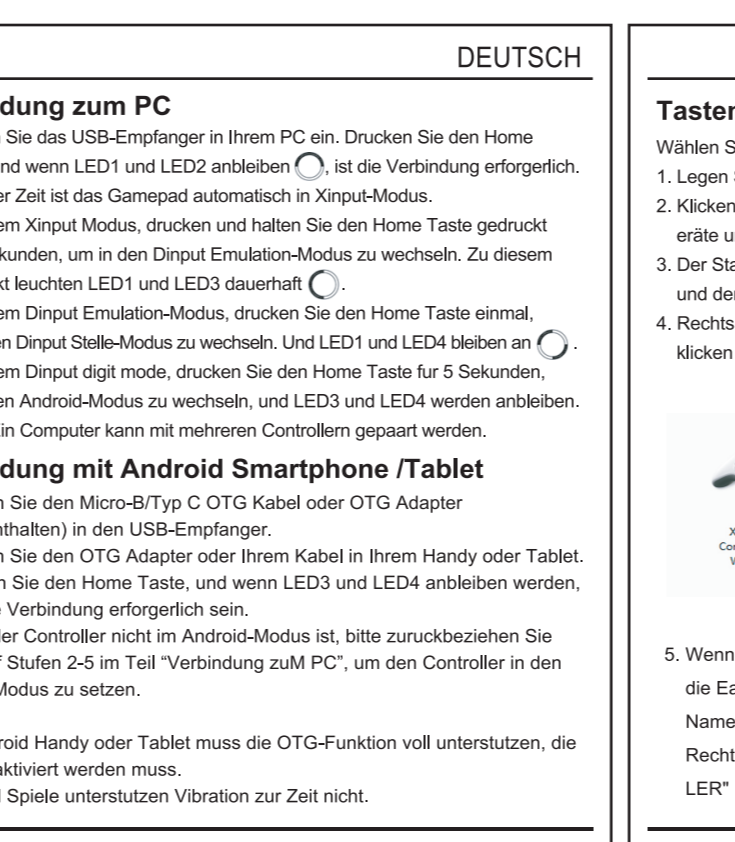 DEUTSCH
dung zum PC
Sie das USB-Empfanger in Ihrem PC ein. Drucken Sie den Home
nd wenn LED1 und LED2 anbleiben , ist die Verbindung erforgerlich.
er Zeit ist das Gamepad automatisch in Xinput-Modus.
em Xinput Modus, drucken und halten Sie den Home Taste gedruckt
kunden, um in den Dinput Emulation-Modus zu wechseln. Zu diesem
kt leuchten LED1 und LED3 dauerhaft .
em Dinput Emulation-Modus, drucken Sie den Home Taste einmal,
en Dinput Stelle-Modus zu wechseln. Und LED1 und LED4 bleiben an .
em Dinput digit mode, drucken Sie den Home Taste fur 5 Sekunden,
en Android-Modus zu wechseln, und LED3 und LED4 werden anbleiben.
in Computer kann mit mehreren Controllern gepaart werden.
dung mit Android Smartphone /Tablet
n Sie den Micro-B/Typ C OTG Kabel oder OTG Adapter
nthalten) in den USB-Empfanger.
n Sie den OTG Adapter oder Ihrem Kabel in Ihrem Handy oder Tablet.
n Sie den Home Taste, und wenn LED3 und LED4 anbleiben werden,
e Verbindung erforgerlich sein.
der Controller nicht im Android-Modus ist, bitte zuruckbeziehen Sie
f Stufen 2-5 im Teil “Verbindung zuM PC”, um den Controller in den
Modus zu setzen.
roid Handy oder Tablet muss die OTG-Funktion voll unterstutzen, die
aktiviert werden muss.
l Spiele unterstutzen Vibration zur Zeit nicht.
Tasten
Wählen S
1. Legen S
2. Klicken
eräte u
3. Der Sta
und der
4. Rechts
klicken
X
Cor
W
5. Wenn
die Ea
Name
Recht
LER"